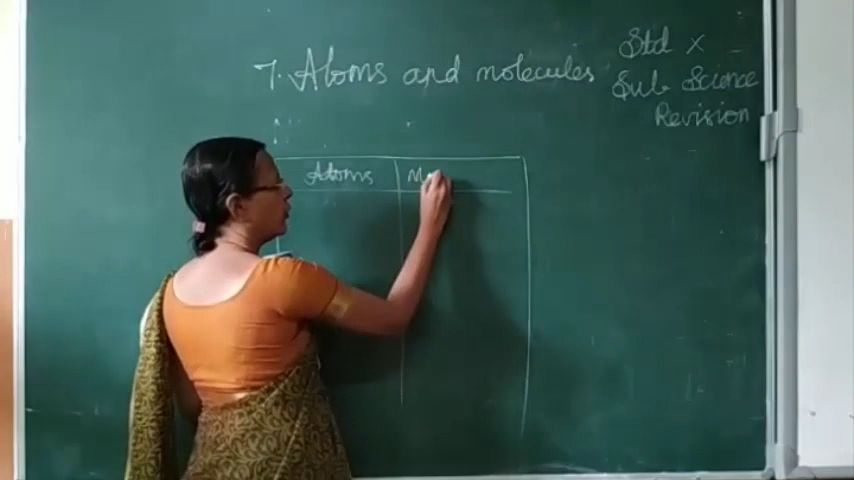 7. Atoms and molecules
Std X
Sub Science
Revision
Atoms